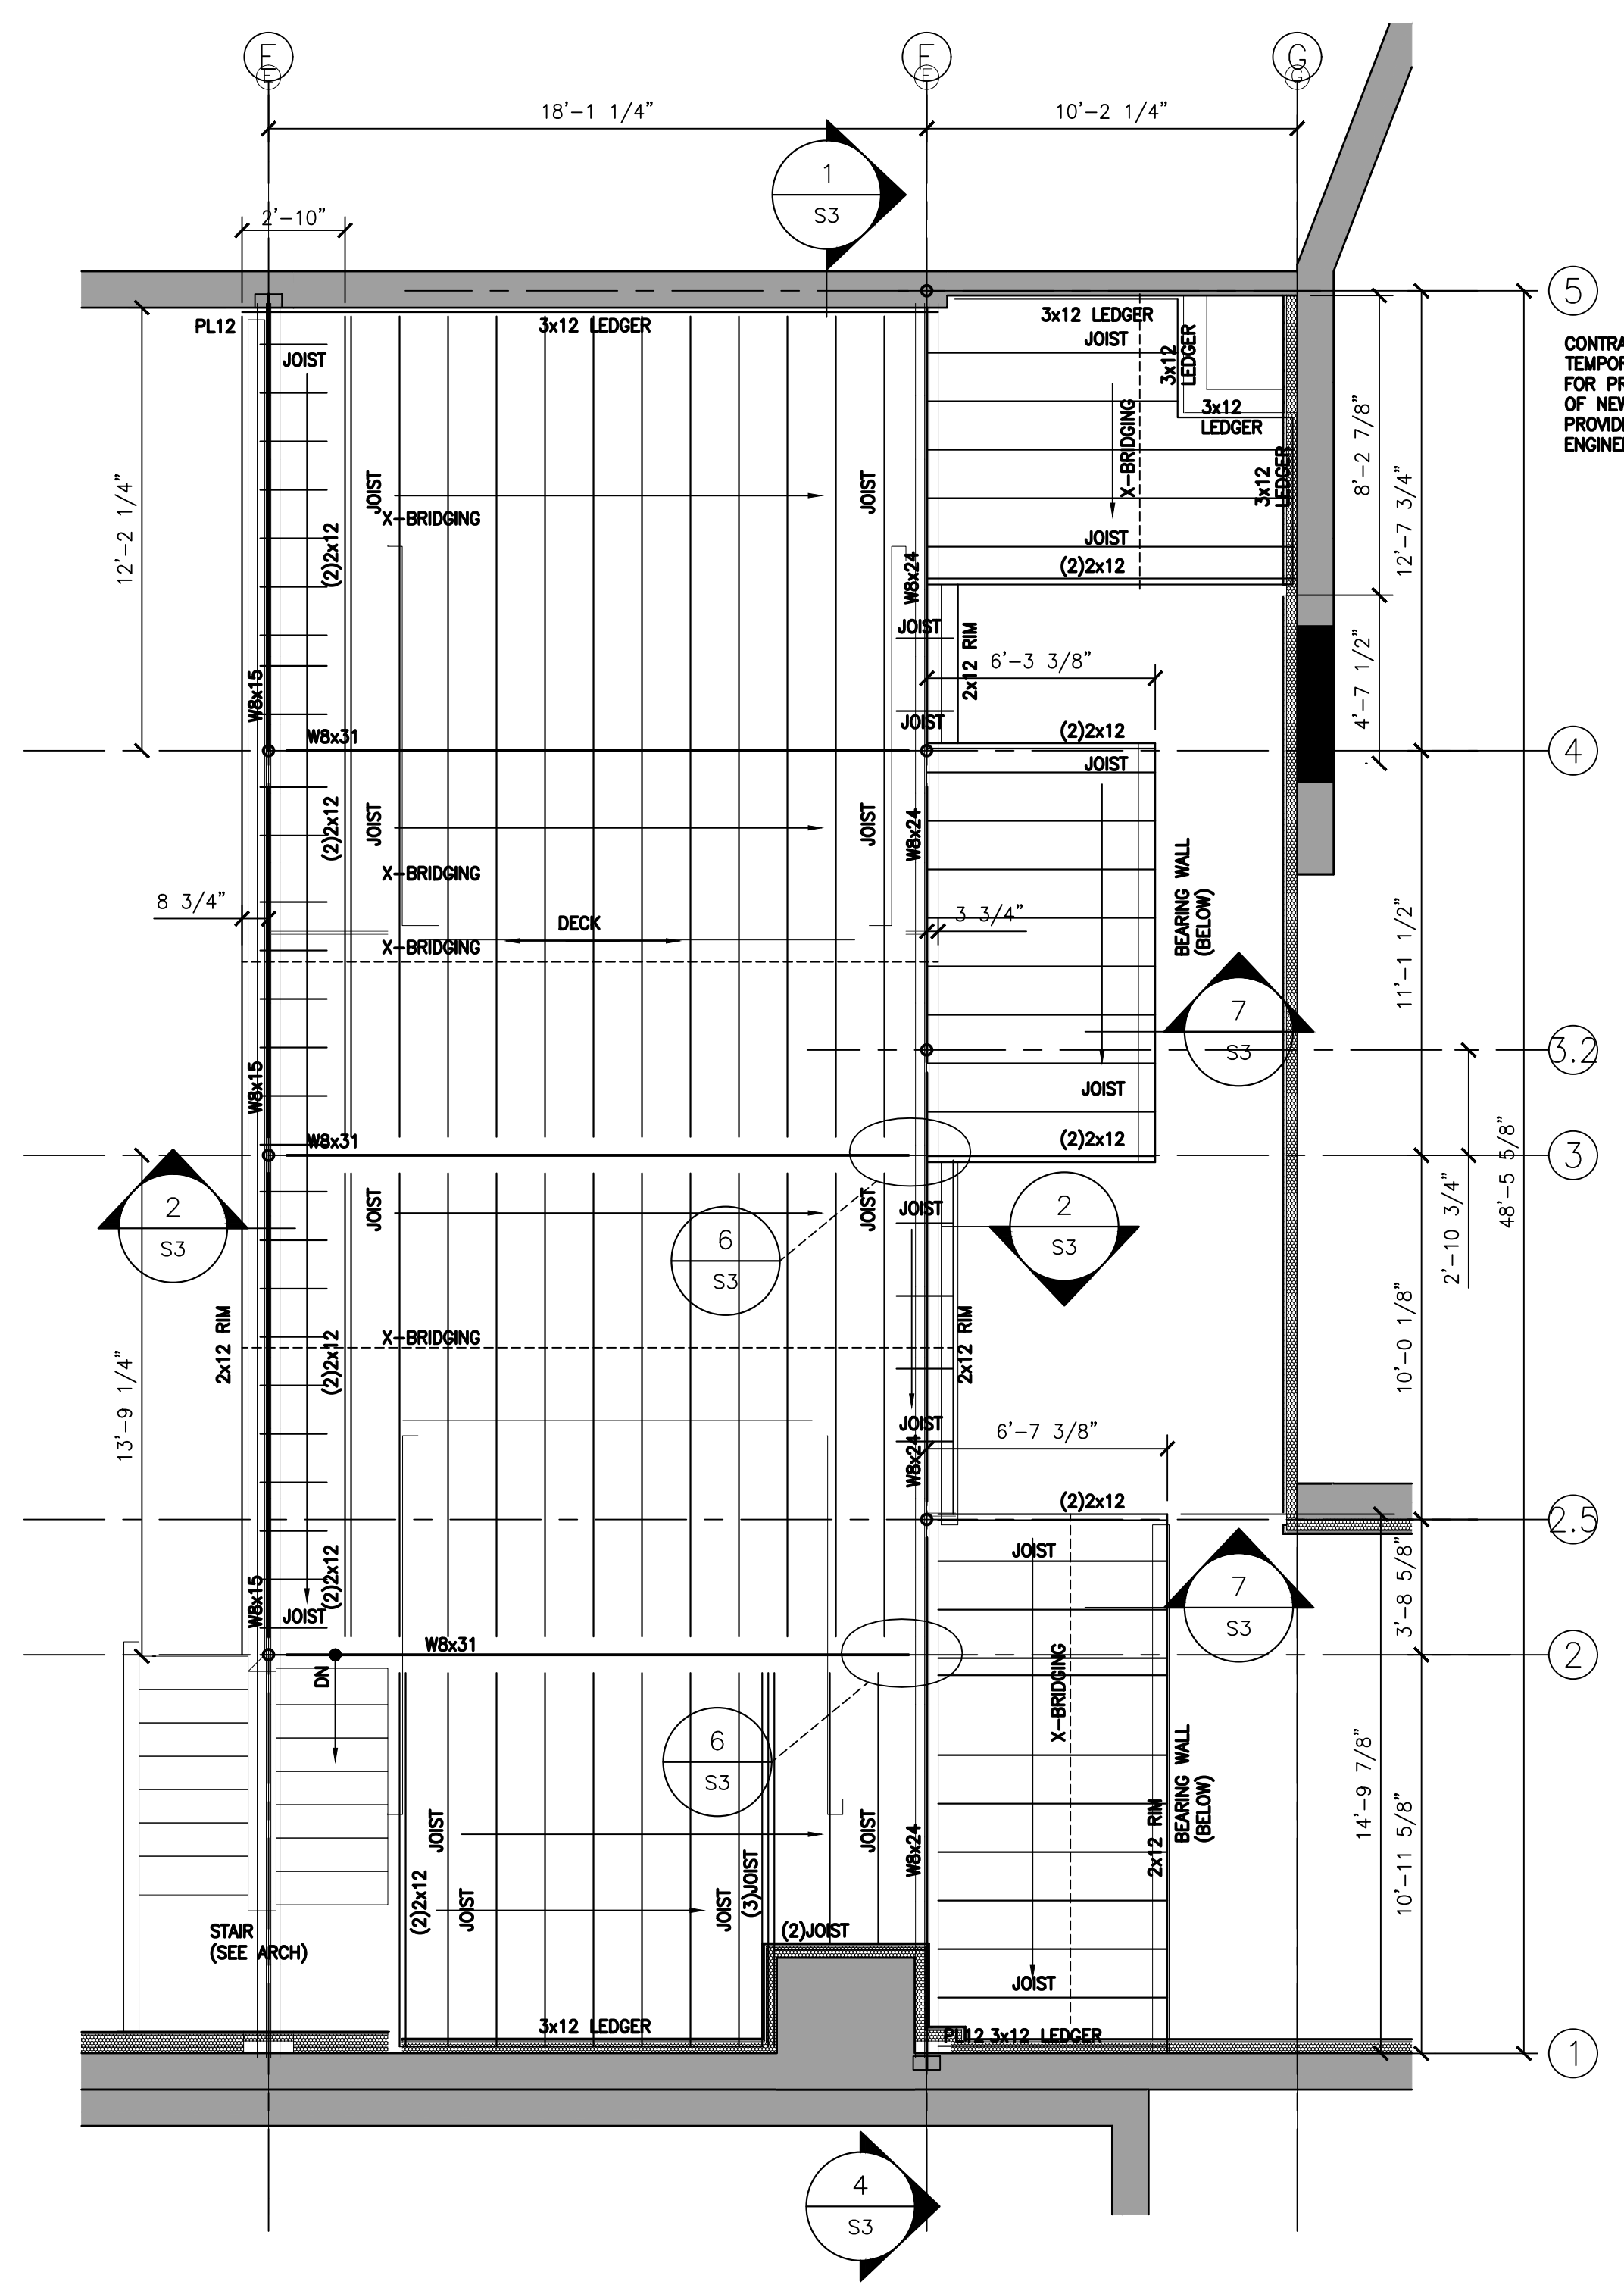 E
F
G
E
F
G
18'-1 1/4"
10'-2 1/4"
1
S3
2'-10"
5
PL12
3x12 LEDGER
3x12 LEDGER
JOIST
JOIST
3x12
LEDGER
3x12
LEDGER
3x12
LEDGER
X-BRIDGING
8'-2 7/8"
12'-7 3/4"
12'-2 1/4"
JOIST
JOIST
X-BRIDGING
(2)2x12
JOIST
(2)2x12
W8x24
JOIST
2x12 RIM
6'-3 3/8"
4'-7 1/2"
W8x15
JOIST
(2)2x12
W8x31
4
JOIST
(2)2x12
JOIST
JOIST
W8x24
X-BRIDGING
BEARING WALL
(BELOW)
8 3/4"
DECK
3 3/4"
X-BRIDGING
11'-1 1/2"
7
S3
3.2
W8x15
JOIST
W8x31
(2)2x12
3
48'-5 5/8"
2
S3
JOIST
JOIST
JOIST
2
S3
6
S3
2'-10 3/4"
2x12 RIM
X-BRIDGING
(2)2x12
2x12 RIM
13'-9 1/4"
10'-0 1/8"
JOIST
6'-7 3/8"
W8x24
(2)2x12
2.5
JOIST
W8x15
(2)2x12
JOIST
7
S3
3'-8 5/8"
W8x31
2
DN
X-BRIDGING
6
S3
BEARING WALL
(BELOW)
2x12 RIM
JOIST
JOIST
W8x24
14'-9 7/8"
10'-11 5/8"
(2)2x12
JOIST
JOIST
(3)JOIST
(2)JOIST
STAIR
(SEE ARCH)
JOIST
3x12 LEDGER
PL12 3x12 LEDGER
1
4
S3
OF NEW